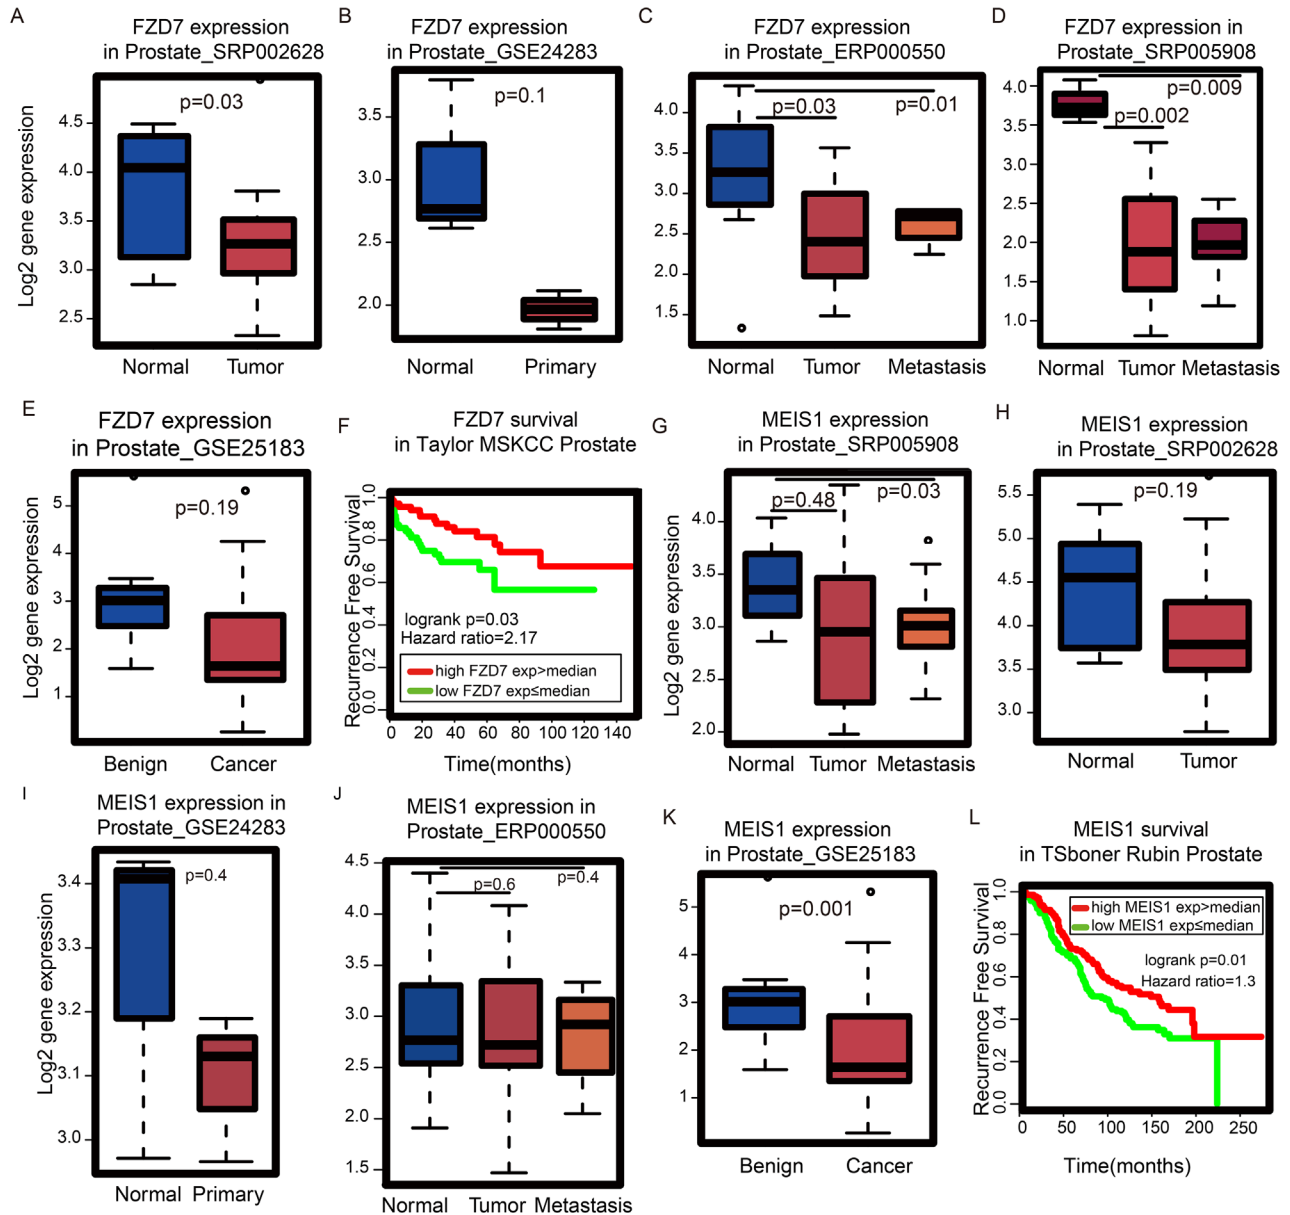 A
FZD7 expression
in Prostate_SRP002628
p=0.03
Log2 gene expression
4.5
4.0
3.5
3.0
2.5
Normal
Tumor
B
FZD7 expression
in Prostate_GSE24283
p=0.1
3.5
3.0
2.5
2.0
Normal
Primary
C
FZD7 expression
in Prostate_ERP000550
p=0.03
p=0.01
4.0
3.5
3.0
2.5
2.0
1.5
Normal
Tumor
Metastasis
D
FZD7 expression in
Prostate_SRP005908
p=0.009
p=0.002
4.0
3.5
3.0
2.5
2.0
1.5
1.0
Normal
Tumor
Metastasis
E
FZD7 expression
in Prostate_GSE25183
p=0.19
Log2 gene expression
5
4
3
2
1
Benign
Cancer
F
FZD7 survival
in Taylor MSKCC Prostate
Recurrence Free Survival
1.0
0.8
0.6
0.4
0.2
0.0
logrank p=0.03
Hazard ratio=2.17
high FZD7 exp>median
low FZD7 exp≤median
0 20 40 60 80 100 120 140
Time(months)
G
MEIS1 expression
in Prostate_SRP005908
p=0.48
p=0.03
Log2 gene expression
4.0
3.5
3.0
2.5
2.0
Normal
Tumor
Metastasis
H
MEIS1 expression
in Prostate_SRP002628
p=0.19
5.5
5.0
4.5
4.0
3.5
3.0
Normal
Tumor
I
MEIS1 expression in
Prostate_GSE24283
p=0.4
Log2 gene expression
3.4
3.3
3.2
3.1
3.0
Normal
Primary
J
MEIS1 expression in
Prostate_ERP000550
p=0.6
p=0.4
4.5
4.0
3.5
3.0
2.5
2.0
1.5
Normal
Tumor
Metastasis
K
MEIS1 expression
in Prostate_GSE25183
p=0.001
5
4
3
2
1
Benign
Cancer
L
MEIS1 survival
in TSboner Rubin Prostate
Recurrence Free Survival
1.0
0.8
0.6
0.4
0.2
0.0
high MEIS1 exp>median
low MEIS1 exp≤median
logrank p=0.01
Hazard ratio=1.3
0 50 100 150 200 250
Time(months)